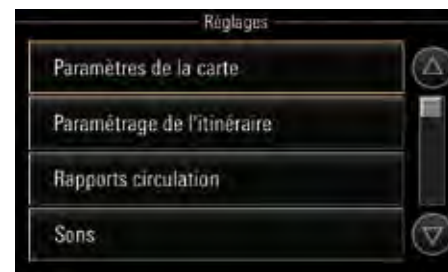 Réglages
Paramètres de la carte
Paramétrage de l'itinéraire
Rapports circulation
Sons